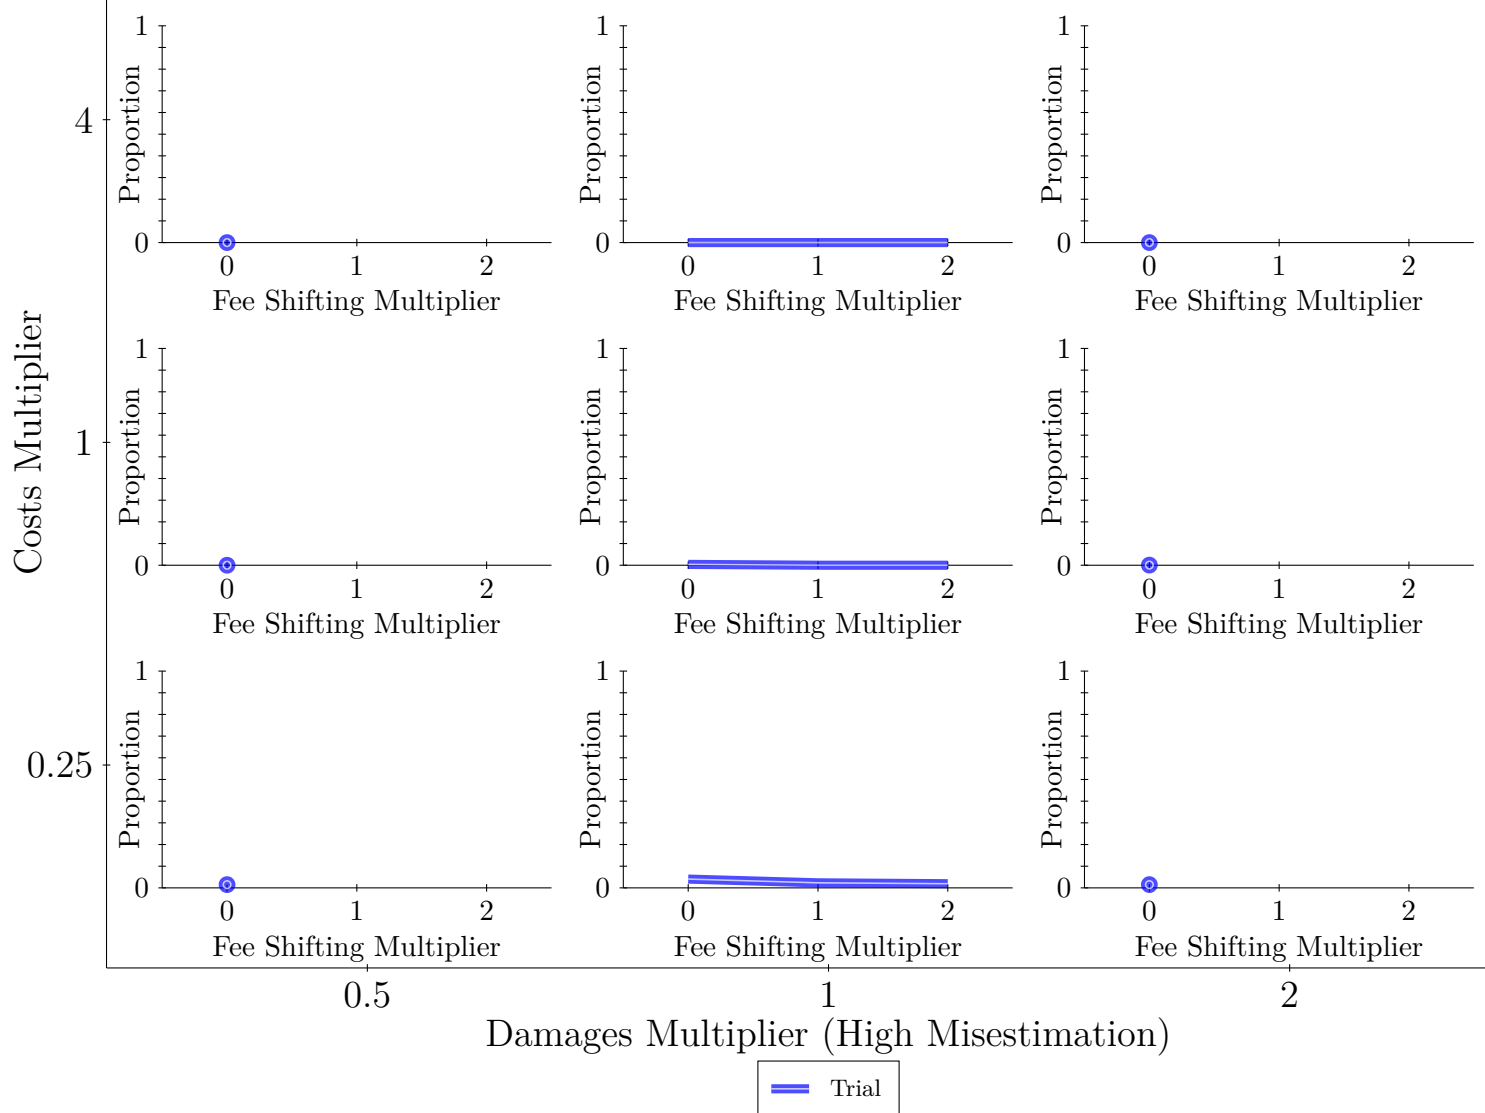 Costs Multiplier
4
1
0.25
Proportion
1
0
0 1 2
Fee Shifting Multiplier
Proportion
1
0
0 1 2
Fee Shifting Multiplier
Proportion
1
0
0 1 2
Fee Shifting Multiplier
Proportion
1
0
0 1 2
Fee Shifting Multiplier
Proportion
1
0
0 1 2
Fee Shifting Multiplier
Proportion
1
0
0 1 2
Fee Shifting Multiplier
Proportion
1
0
0 1 2
Fee Shifting Multiplier
Proportion
1
0
0 1 2
Fee Shifting Multiplier
Proportion
1
0
0 1 2
Fee Shifting Multiplier
0.5 1 2
Damages Multiplier (High Misestimation)
Trial